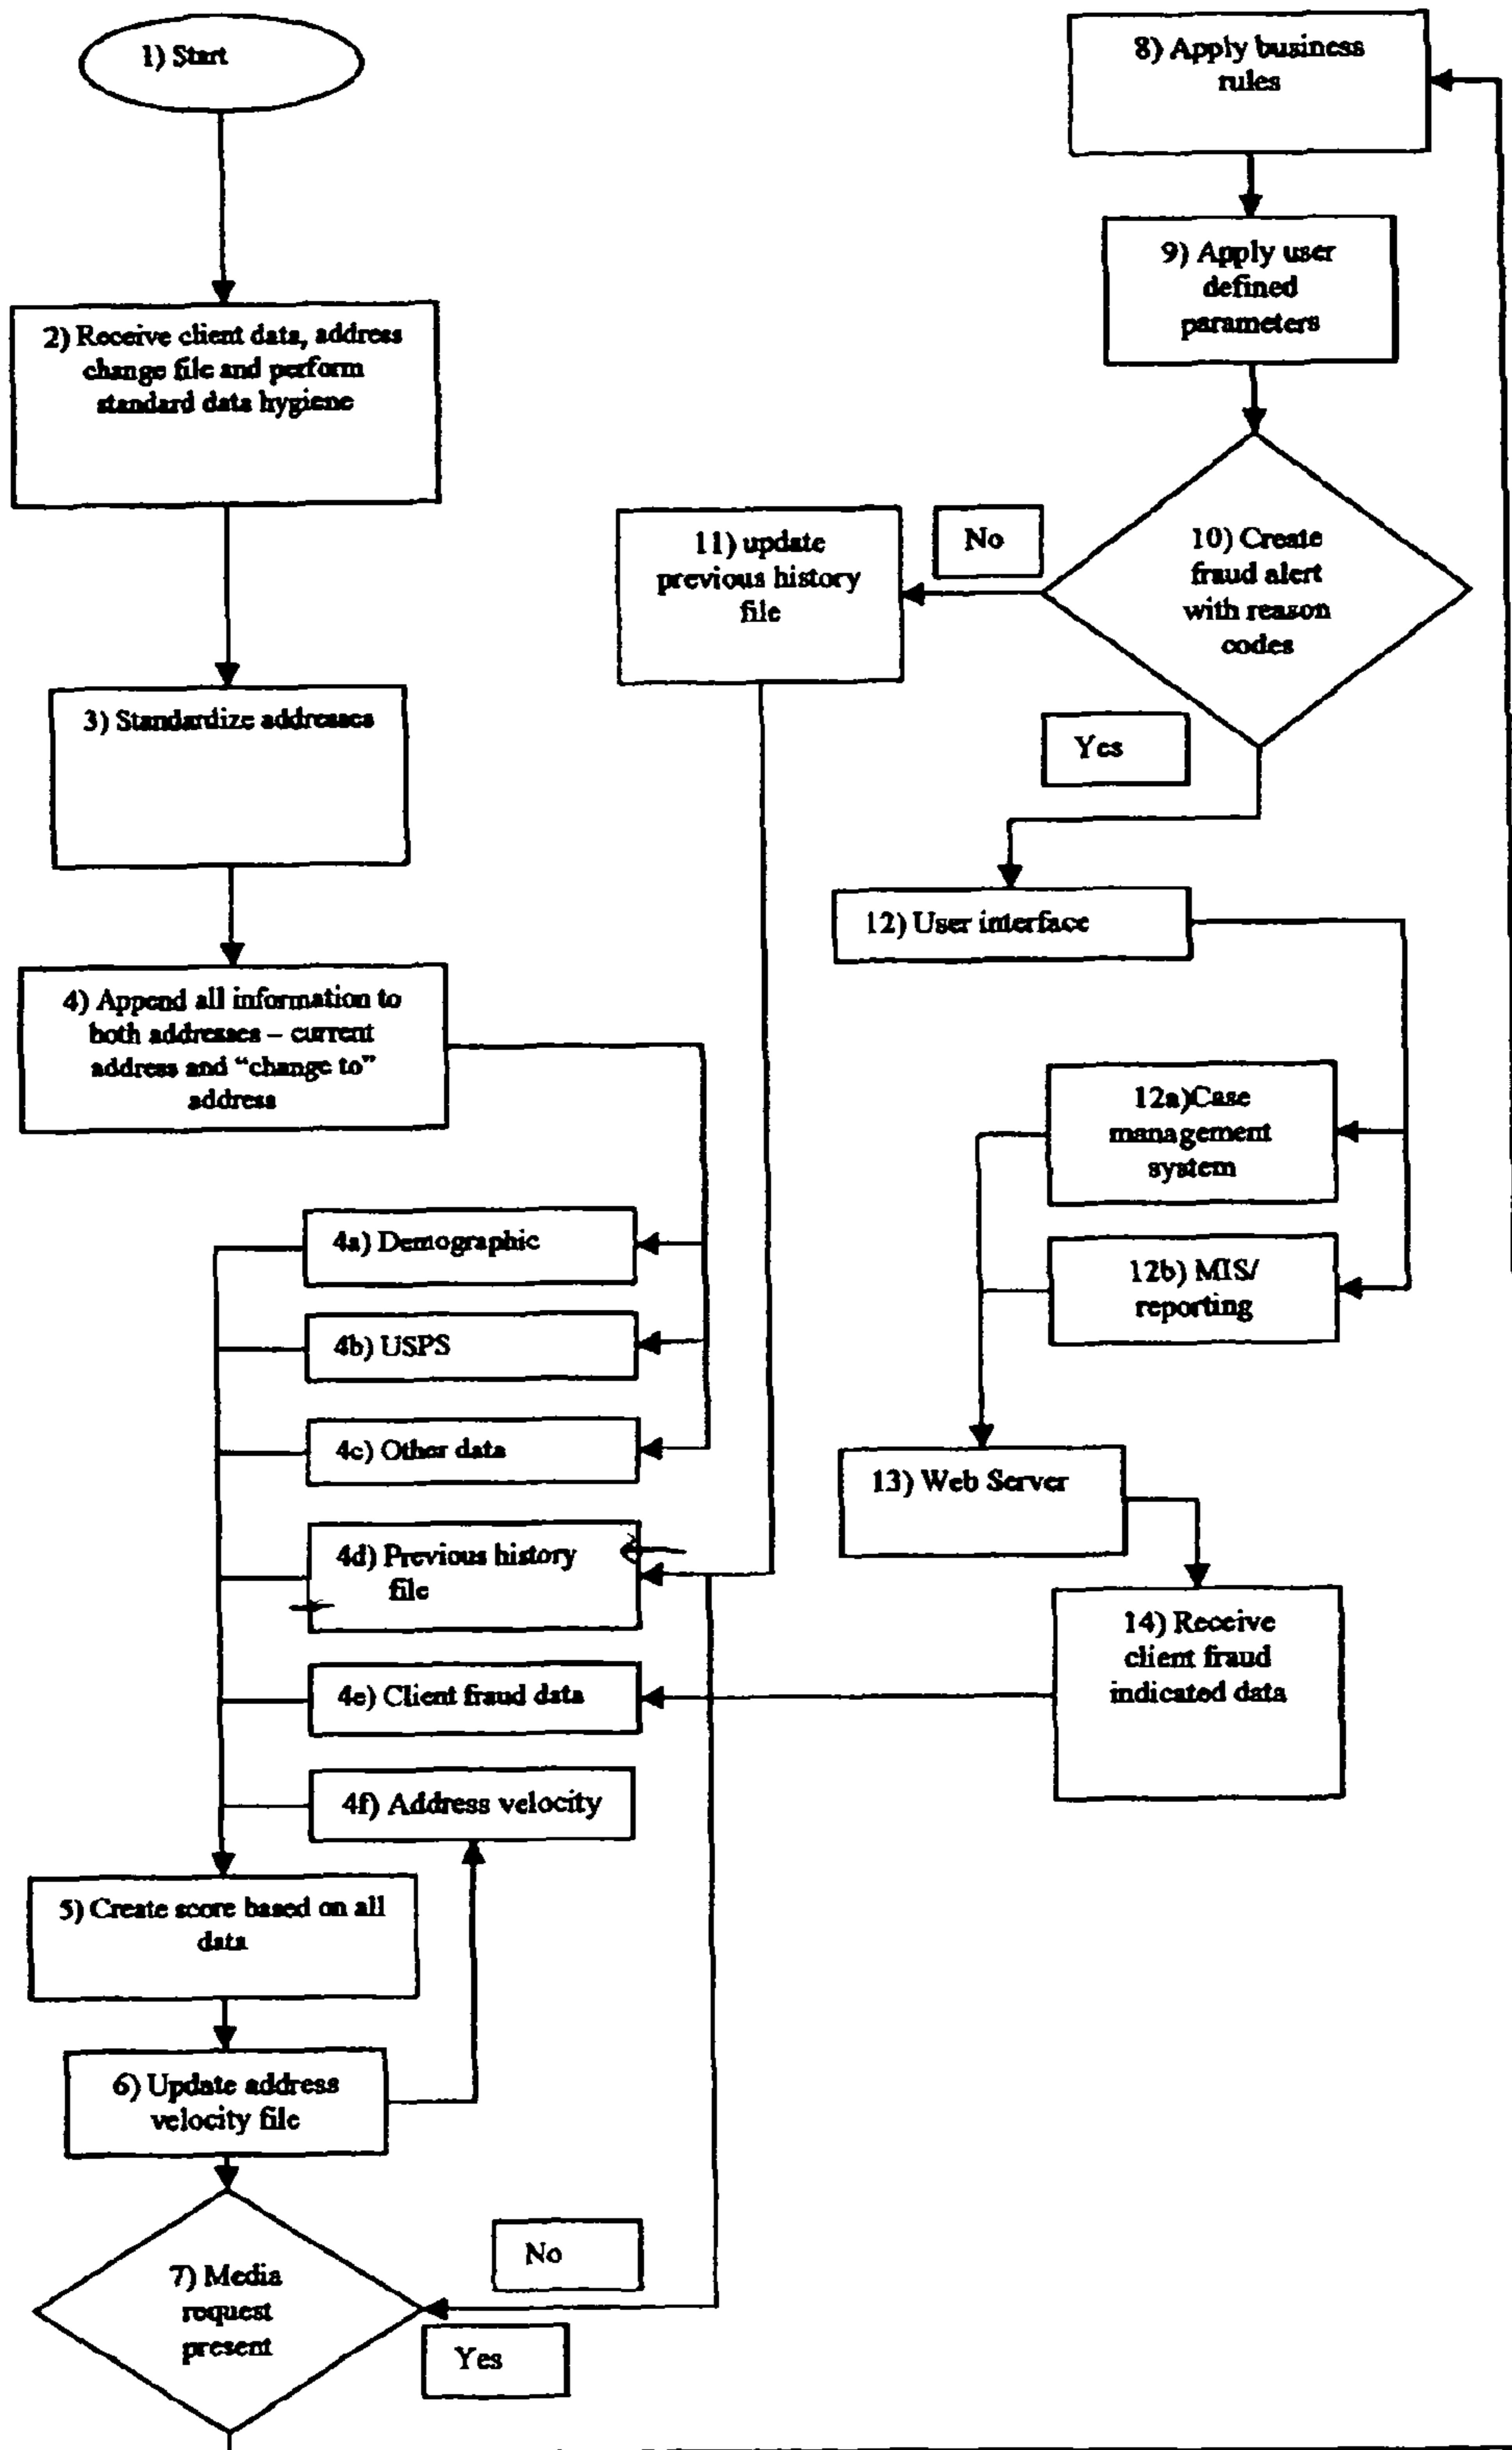 1) Start
2) Receive client data, address
change file and perform
standard data hygiene
3) Standardize addresses
4) Append all information to
both addresses – current
address and “change to”
address
4a) Demographic
4b) USPS
4c) Other data
4d) Previous history
file
4e) Client fraud data
4f) Address velocity
5) Create score based on all
data
6) Update address
velocity file
7) Media
request
present
No
Yes
8) Apply business
rules
9) Apply user
defined
parameters
10) Create
fraud alert
with reason
codes
No
11) update
previous history
file
Yes
12) User interface
12a)Case
management
system
12b) MIS/
reporting
13) Web Server
14) Receive
client fraud
indicated data